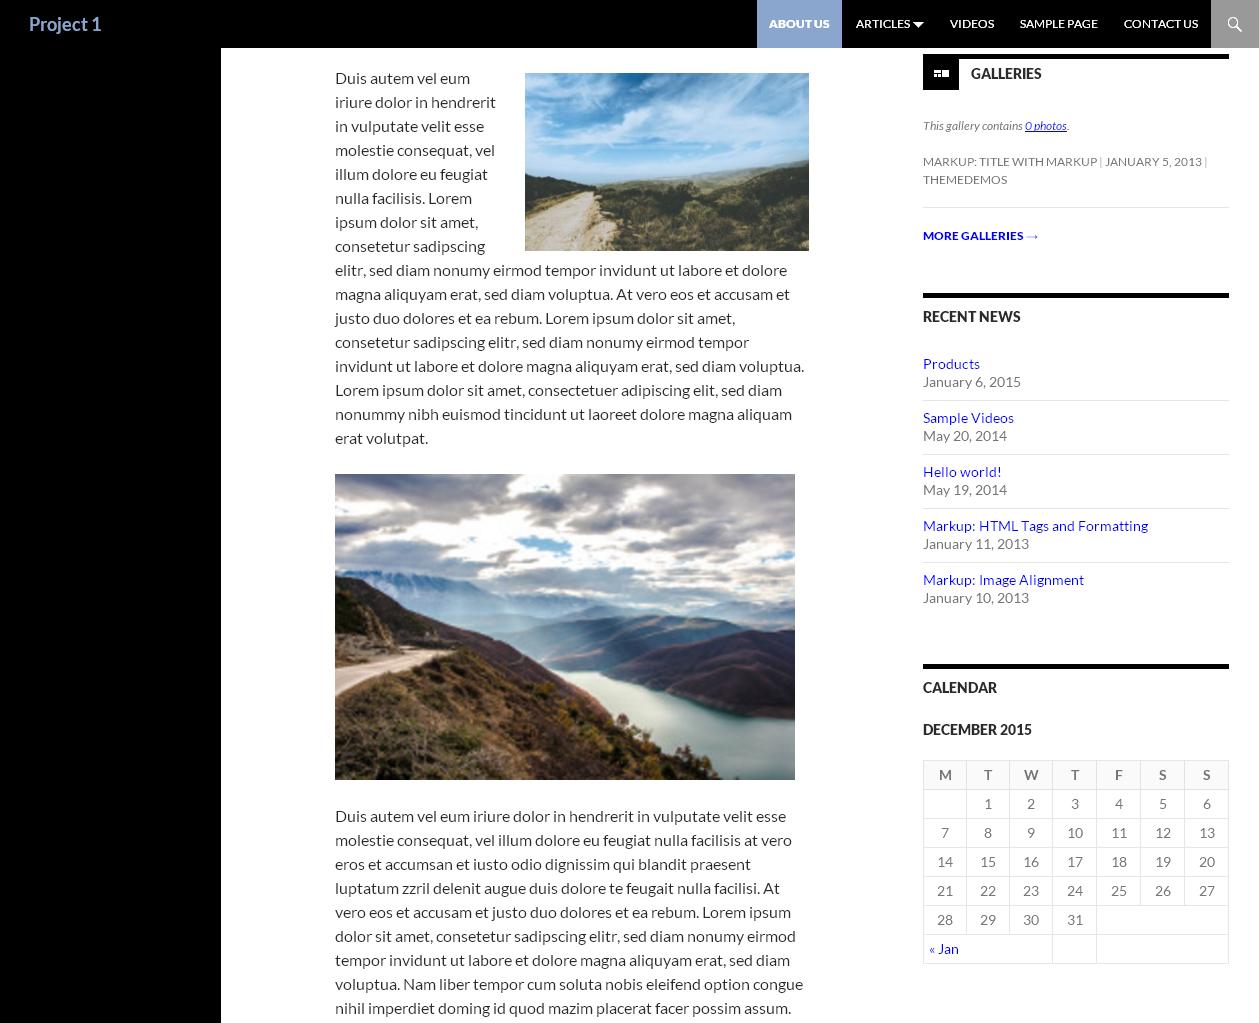 Project 1
ABOUT US
ARTICLES
VIDEOS
SAMPLE PAGE
CONTACT US
Duis autem vel eum
iriure dolor in hendrerit
in vulputate velit esse
molestie consequat, vel
illum dolore eu feugiat
nulla facilisis. Lorem
ipsum dolor sit amet,
consetetur sadipscing
elitr, sed diam nonumy eirmod tempor invidunt ut labore et dolore
magna aliquyam erat, sed diam voluptua. At vero eos et accusam et
justo duo dolores et ea rebum. Lorem ipsum dolor sit amet,
consetetur sadipscing elitr, sed diam nonumy eirmod tempor
invidunt ut labore et dolore magna aliquyam erat, sed diam voluptua.
Lorem ipsum dolor sit amet, consectetuer adipiscing elit, sed diam
nonummy nibh euismod tincidunt ut laoreet dolore magna aliquam
erat volutpat.
Duis autem vel eum iriure dolor in hendrerit in vulputate velit esse
molestie consequat, vel illum dolore eu feugiat nulla facilisis at vero
eros et accumsan et iusto odio dignissim qui blandit praesent
luptatum zzril delenit augue duis dolore te feugait nulla facilisi. At
vero eos et accusam et justo duo dolores et ea rebum. Lorem ipsum
dolor sit amet, consetetur sadipscing elitr, sed diam nonumy eirmod
tempor invidunt ut labore et dolore magna aliquyam erat, sed diam
voluptua. Nam liber tempor cum soluta nobis eleifend option congue
nihil imperdiet doming id quod mazim placerat facer possim assum.
GALLERIES
This gallery contains 0 photos.
MARKUP: TITLE WITH MARKUP | JANUARY 5, 2013 |
THEMEDEMOS
MORE GALLERIES →
RECENT NEWS
Products
January 6, 2015
Sample Videos
May 20, 2014
Hello world!
May 19, 2014
Markup: HTML Tags and Formatting
January 11, 2013
Markup: Image Alignment
January 10, 2013
CALENDAR
DECEMBER 2015
M T W T F S S
1 2 3 4 5 6
7 8 9 10 11 12 13
14 15 16 17 18 19 20
21 22 23 24 25 26 27
28 29 30 31
« Jan